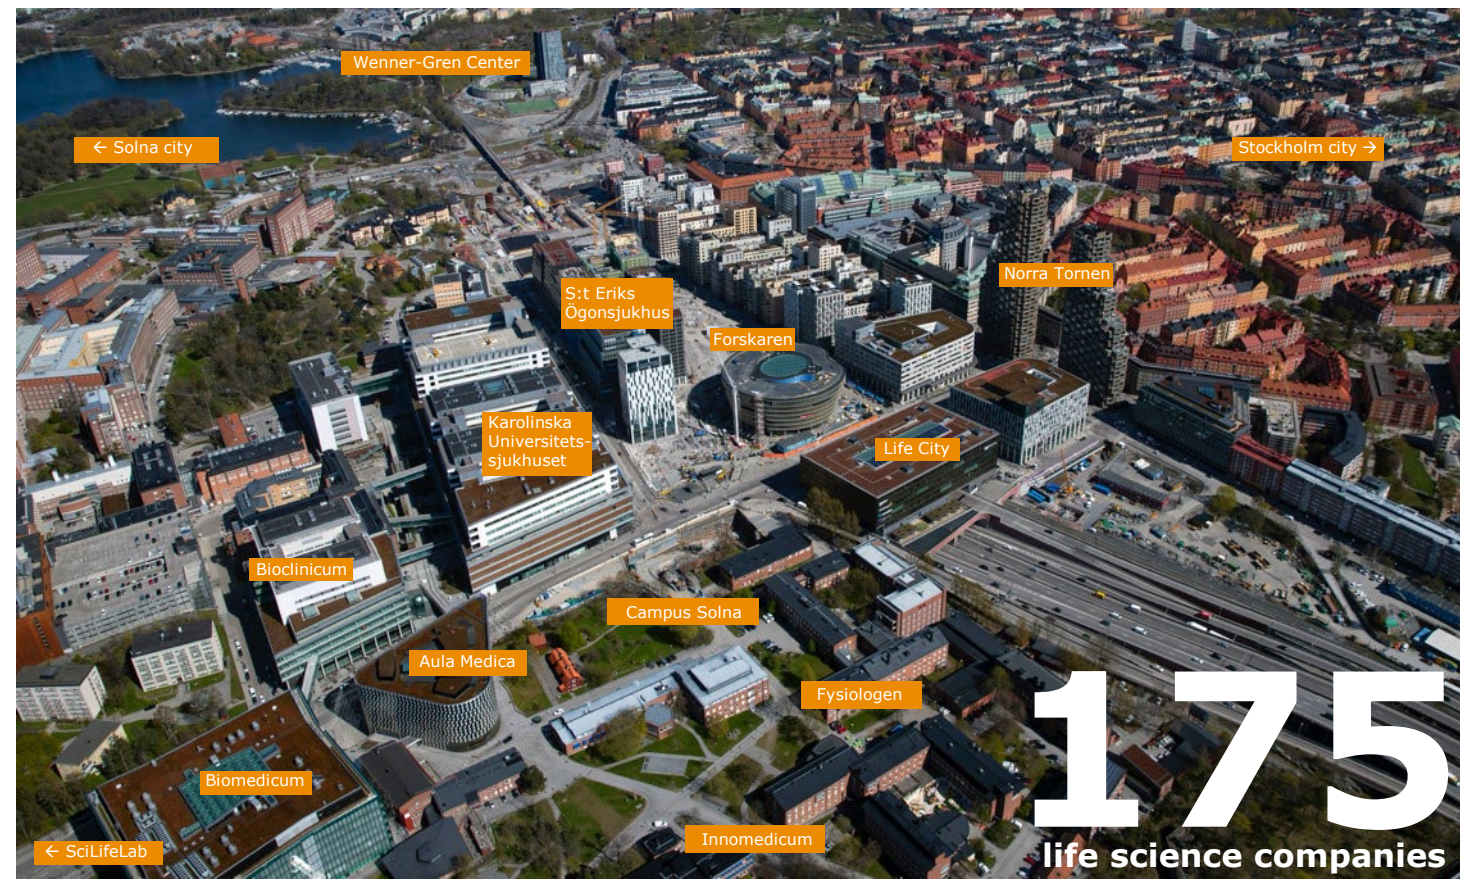 Wenner-Gren Center
← Solna city
Stockholm city →
Norra Tornen
S:t Eriks
Ögonsjukhus
Forskaren
Karolinska
Universitets-
sjukhuset
Life City
Bioclinicum
Campus Solna
Aula Medica
Fysiologen
Biomedicum
Innomedicum
← SciLifeLab
175
life science companies